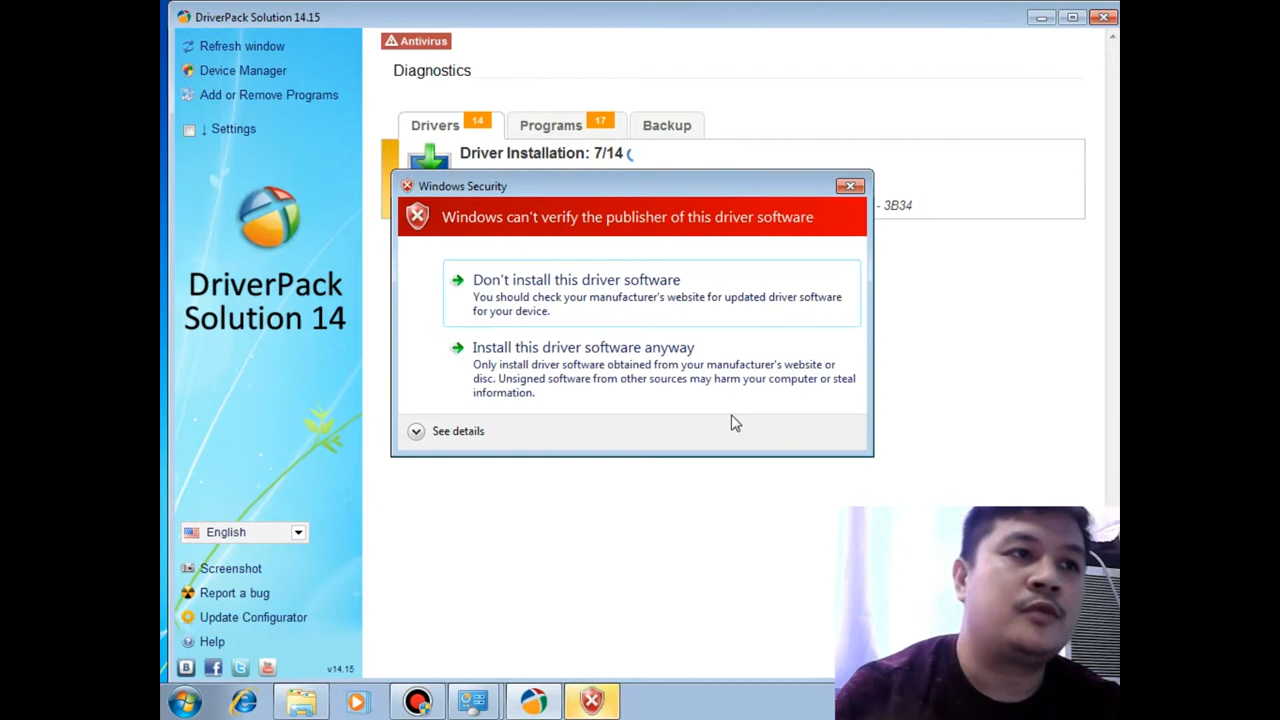 DriverPack Solution 14.15
Refresh window
Device Manager
Add or Remove Programs
↓ Settings
DriverPack
Solution 14
English
Screenshot
Report a bug
Update Configurator
Help
B
v14.15
Antivirus
Diagnostics
Drivers 14
Programs 17
Backup
Driver Installation: 7/14
- 3B34
Windows Security
Windows can't verify the publisher of this driver software
Don't install this driver software
You should check your manufacturer's website for updated driver software
for your device.
Install this driver software anyway
Only install driver software obtained from your manufacturer's website or
disc. Unsigned software from other sources may harm your computer or steal
information.
See details